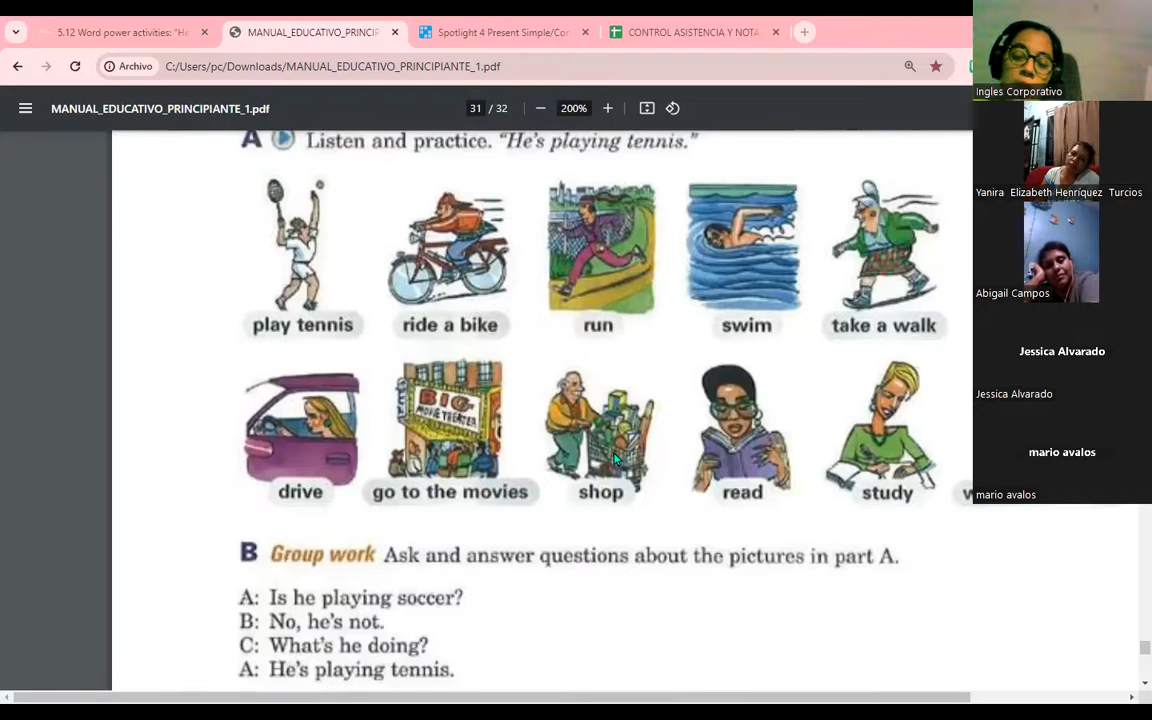 5.12 Word power activities: "He
MANUAL_EDUCATIVO_PRINCIP
Spotlight 4 Present Simple/Con
CONTROL ASISTENCIA Y NOTA
Archivo
C:/Users/pc/Downloads/MANUAL_EDUCATIVO_PRINCIPIANTE_1.pdf
MANUAL_EDUCATIVO_PRINCIPIANTE_1.pdf
31 / 32
200%
A Listen and practice. "He's playing tennis."
play tennis ride a bike run swim take a walk
BIG
MOVIE THEATER
drive go to the movies shop read study
B Group work Ask and answer questions about the pictures in part A.
A: Is he playing soccer?
B: No, he's not.
C: What's he doing?
A: He's playing tennis.
Ingles Corporativo
Yanira Elizabeth Henríquez Turcios
Abigail Campos
Jessica Alvarado
Jessica Alvarado
mario avalos
mario avalos